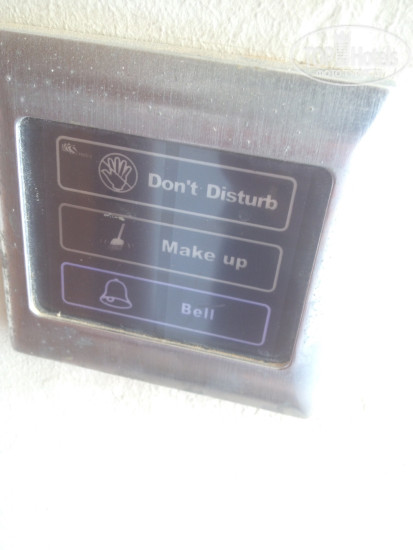 Don't Disturb
Make up
Bell